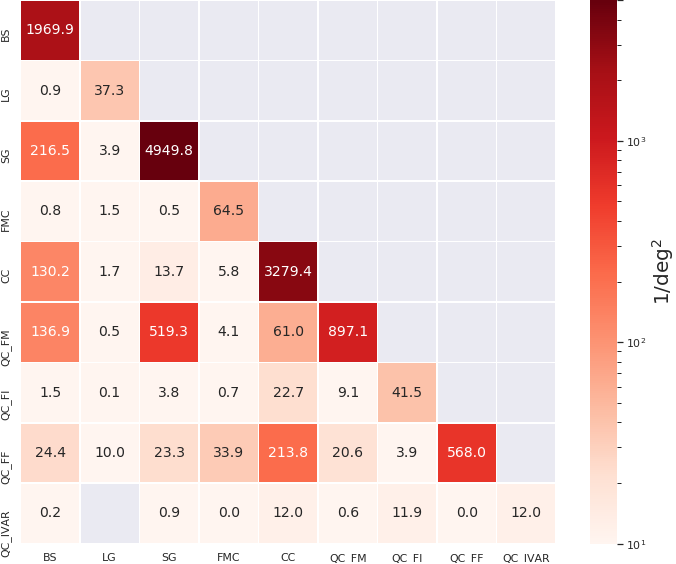 BS 1969.9
LG 0.9 37.3
SG 216.5 3.9 4949.8
FMC 0.8 1.5 0.5 64.5
CC 130.2 1.7 13.7 5.8 3279.4
QC_FM 136.9 0.5 519.3 4.1 61.0 897.1
QC_FI 1.5 0.1 3.8 0.7 22.7 9.1 41.5
QC_FF 24.4 10.0 23.3 33.9 213.8 20.6 3.9 568.0
QC_IVAR 0.2 0.9 0.0 12.0 0.6 11.9 0.0 12.0
BS LG SG FMC CC QC_FM QC_FI QC_FF QC_IVAR
10³
10²
10¹
1/deg²